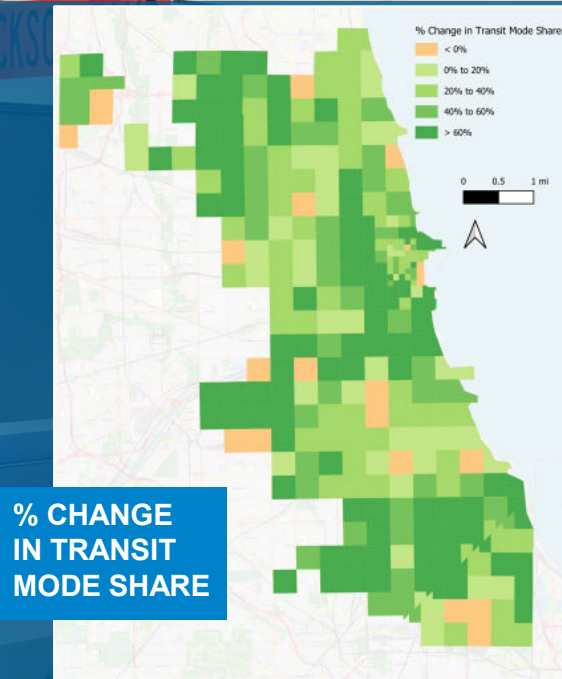 JACKSO
% Change in Transit Mode Share
< 0%
0% to 20%
20% to 40%
40% to 60%
> 60%
0 0.5 1 mi
% CHANGE
IN TRANSIT
MODE SHARE